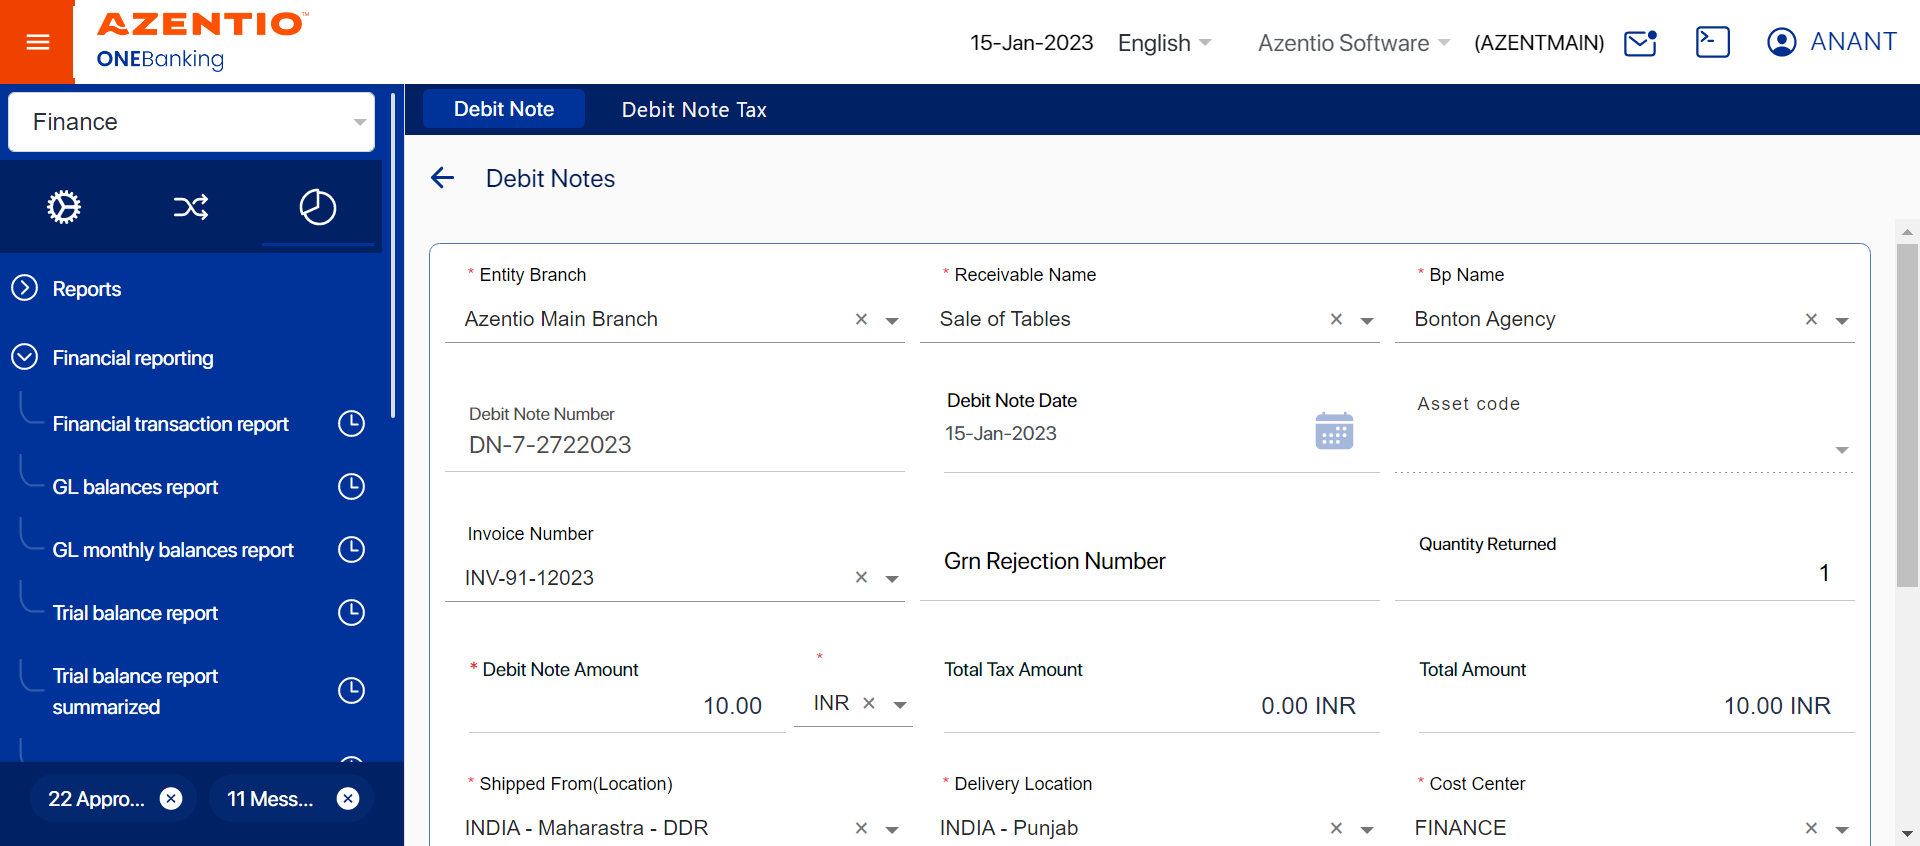 AZENTIO™
ONEBanking
15-Jan-2023 English Azentio Software (AZENTMAIN) ANANT
Finance
Debit Note Debit Note Tax
Debit Notes
Reports
Financial reporting
Financial transaction report
GL balances report
GL monthly balances report
Trial balance report
Trial balance report
summarized
22 Appro... 11 Mess...
* Entity Branch * Receivable Name * Bp Name
Azentio Main Branch Sale of Tables Bonton Agency
Debit Note Number Debit Note Date Asset code
DN-7-2722023 15-Jan-2023
Invoice Number Grn Rejection Number Quantity Returned
INV-91-12023 1
* Debit Note Amount * Total Tax Amount Total Amount
10.00 INR 0.00 INR 10.00 INR
* Shipped From(Location) * Delivery Location * Cost Center
INDIA - Maharastra - DDR INDIA - Punjab FINANCE